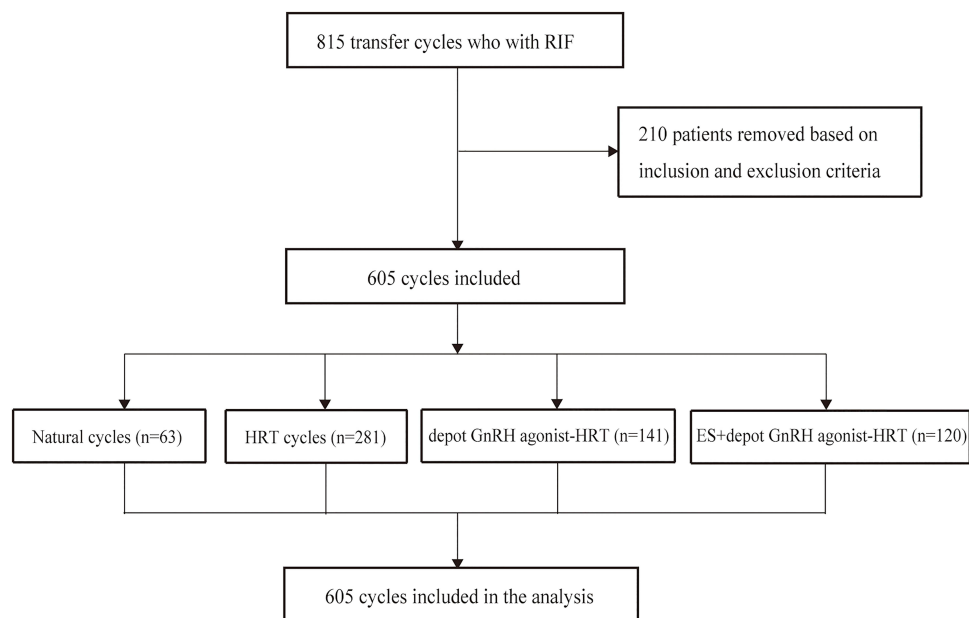 815 transfer cycles who with RIF
210 patients removed based on
inclusion and exclusion criteria
605 cycles included
Natural cycles (n=63)
HRT cycles (n=281)
depot GnRH agonist-HRT (n=141)
ES+depot GnRH agonist-HRT (n=120)
605 cycles included in the analysis